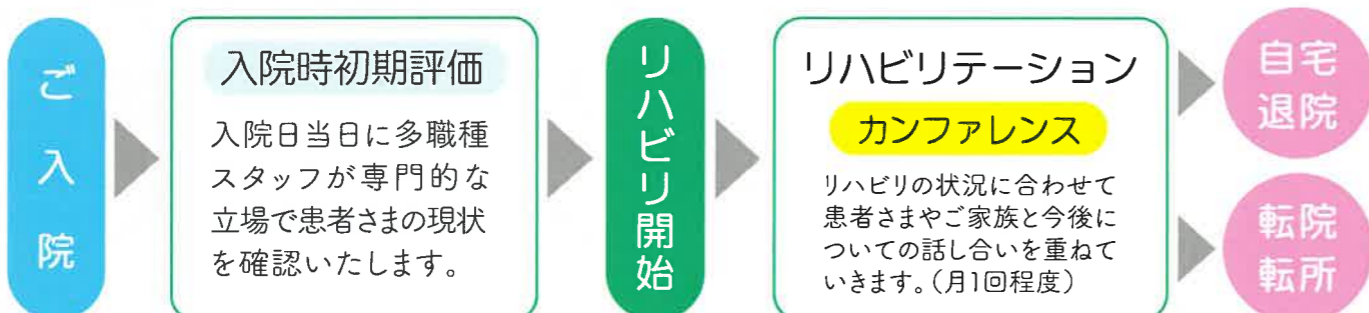 ご入院
入院時初期評価
入院日当日に多職種
スタッフが専門的な
立場で患者さまの現状
を確認いたします。
リハビリ開始
リハビリテーション
カンファレンス
リハビリの状況に合わせて
患者さまやご家族と今後に
ついての話し合いを重ねて
いきます。(月1回程度)
自宅
退院
転院
転所